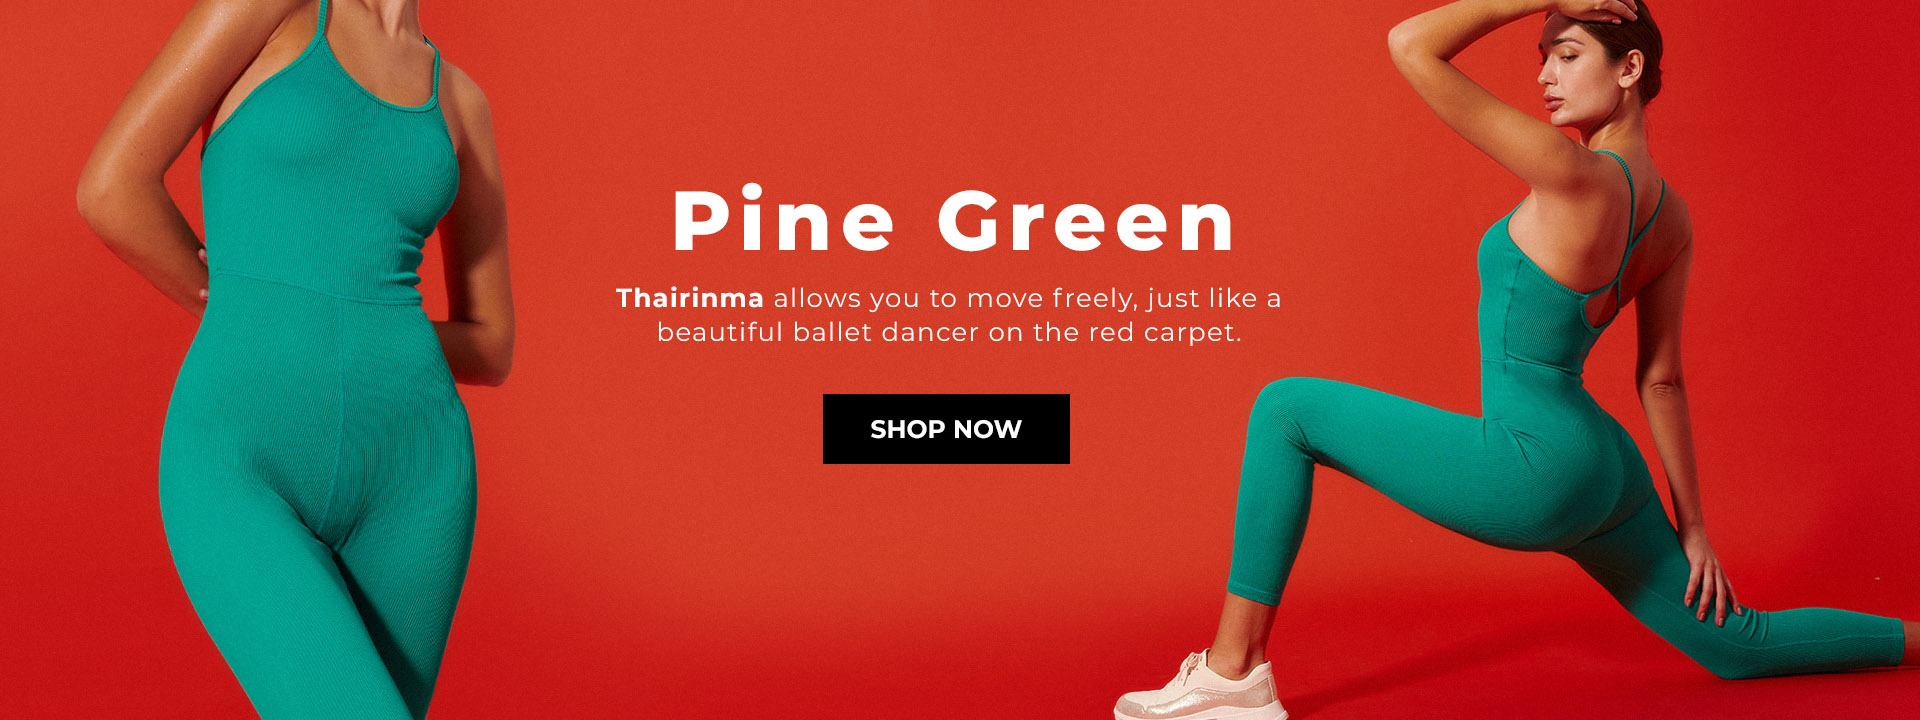 Pine Green
Thairinma allows you to move freely, just like a
beautiful ballet dancer on the red carpet.
SHOP NOW